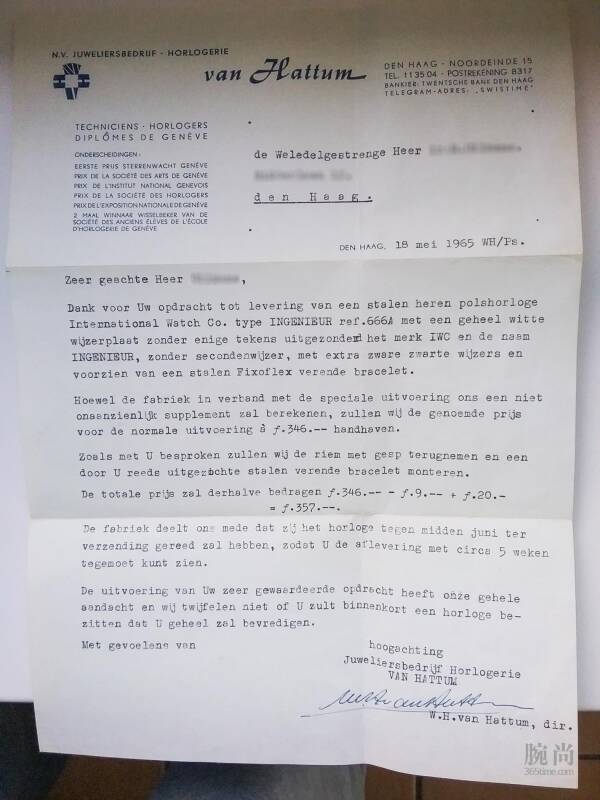 N.V. JUWELIERSBEDRIJF - HORLOGERIE
van Hattum
DEN HAAG - NOORDEINDE 15
TEL. 113504 - POSTREKENING 8317
BANKIER: TWENTSCHE BANK DEN HAAG
TELEGRAM-ADRES: „SWISTIME”
TECHNICIENS - HORLOGERS
DIPLÔMES DE GENÈVE
ONDERSCHEIDINGEN:
EERSTE PRIJS STERRENWACHT GENÈVE
PRIX DE LA SOCIÉTÉ DES ARTS DE GENÈVE
PRIX DE L'INSTITUT NATIONAL GENEVOIS
PRIX DE LA SOCIÉTÉ DES HORLOGERS
PRIX DE L'EXPOSITION NATIONALE DE GENÈVE
2 MAAL WINNAAR WISSELBEKER VAN DE
SOCIÉTÉ DES ANCIENS ÉLÈVES DE L'ÉCOLE
D'HORLOGERIE DE GENÈVE
de Weledelgestrenge Heer
den Haag.
DEN HAAG, 18 mei 1965 WH/Ps.
Zeer geachte Heer ,
Dank voor Uw opdracht tot levering van een stalen heren polshorloge
International Watch Co. type INGENIEUR ref.666A met een geheel witte
wijzerplaat zonder enige tekens uitgezonderd het merk IWC en de naam
INGENIEUR, zonder secondenwijzer, met extra zware zwarte wijzers en
voorzien van een stalen Fixoflex verende bracelet.
Hoewel de fabriek in verband met de speciale uitvoering ons een niet
onaanzienlijk supplement zal berekenen, zullen wij de genoemde prijs
voor de normale uitvoering à ƒ.346.-- handhaven.
Zoals met U besproken zullen wij de riem met gesp terugnemen en een
door U reeds uitgezochte stalen verende bracelet monteren.
De totale prijs zal derhalve bedragen ƒ.346.-- - ƒ.9.-- + ƒ.20.-
= ƒ.357.--.
De fabriek deelt ons mede dat zij het horloge tegen midden juni ter
verzending gereed zal hebben, zodat U de aflevering met circa 5 weken
tegemoet kunt zien.
De uitvoering van Uw zeer gewaardeerde opdracht heeft onze gehele
aandacht en wij twijfelen niet of U zult binnenkort een horloge be-
zitten dat U geheel zal bevredigen.
Met gevoelens van
hoogachting
Juweliersbedrijf Horlogerie
VAN HATTUM
W.H.van Hattum, dir.
腕尚
365time.com